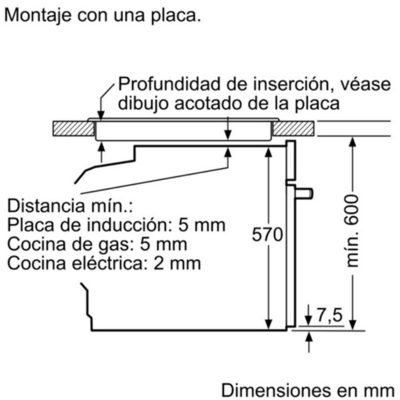 Montaje con una placa.
Profundidad de inserción, véase
dibujo acotado de la placa
Distancia mín.:
Placa de inducción: 5 mm
Cocina de gas: 5 mm
Cocina eléctrica: 2 mm
570
mín. 600
7,5
Dimensiones en mm